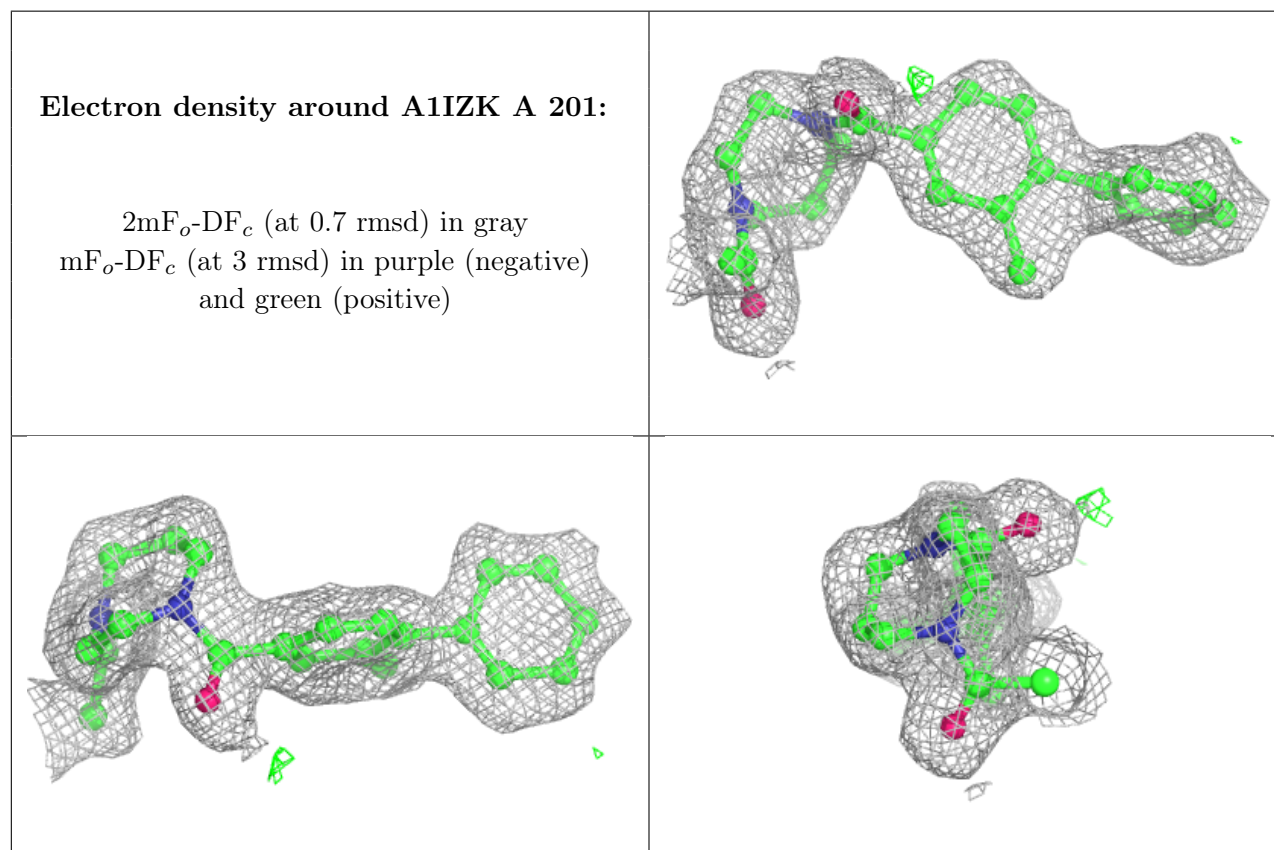 Electron density around A1IZK A 201:
2mFₒ-DF𝒸 (at 0.7 rmsd) in gray
mFₒ-DF𝒸 (at 3 rmsd) in purple (negative)
and green (positive)